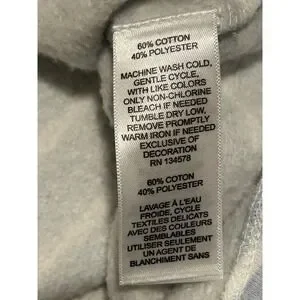 60% COTTON
40% POLYESTER
MACHINE WASH COLD,
GENTLE CYCLE,
WITH LIKE COLORS
ONLY NON-CHLORINE
BLEACH IF NEEDED
TUMBLE DRY LOW,
REMOVE PROMPTLY
WARM IRON IF NEEDED
EXCLUSIVE OF
DECORATION
RN 134578
60% COTON
40% POLYESTER
LAVAGE À L'EAU
FROIDE, CYCLE
TEXTILES DELICATS
AVEC DES COULEURS
SEMBLABLES
UTILISER SEULEMENT
UN AGENT DE
BLANCHIMENT SANS